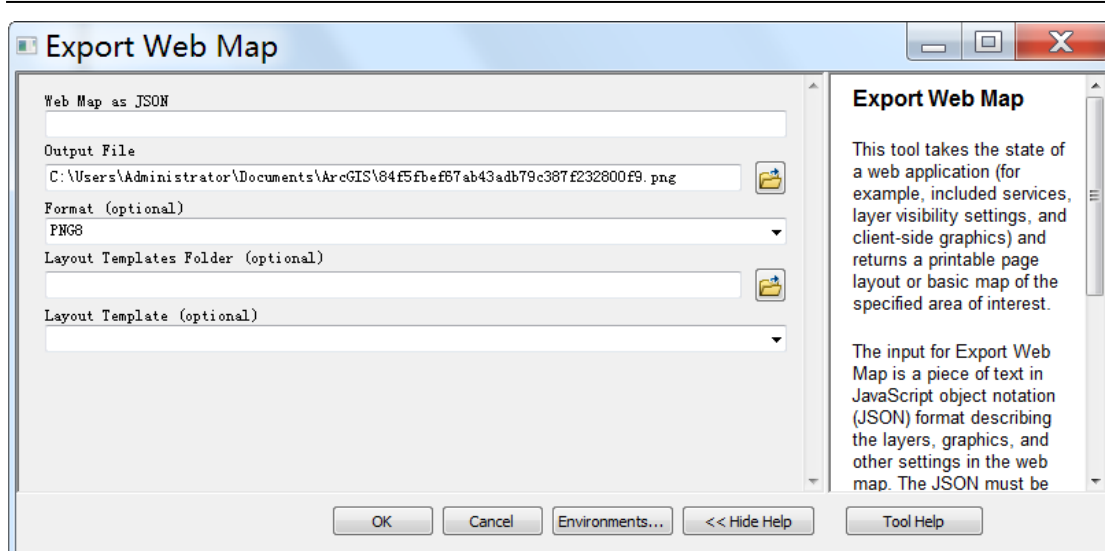 Export Web Map
Web Map as JSON
Output File
C:\Users\Administrator\Documents\ArcGIS\84f5fbef67ab43adb79c387f232800f9.png
Format (optional)
PNG8
Layout Templates Folder (optional)
Layout Template (optional)
Export Web Map
This tool takes the state of
a web application (for
example, included services,
layer visibility settings, and
client-side graphics) and
returns a printable page
layout or basic map of the
specified area of interest.
The input for Export Web
Map is a piece of text in
JavaScript object notation
(JSON) format describing
the layers, graphics, and
other settings in the web
map. The JSON must be
OK
Cancel
Environments...
<< Hide Help
Tool Help